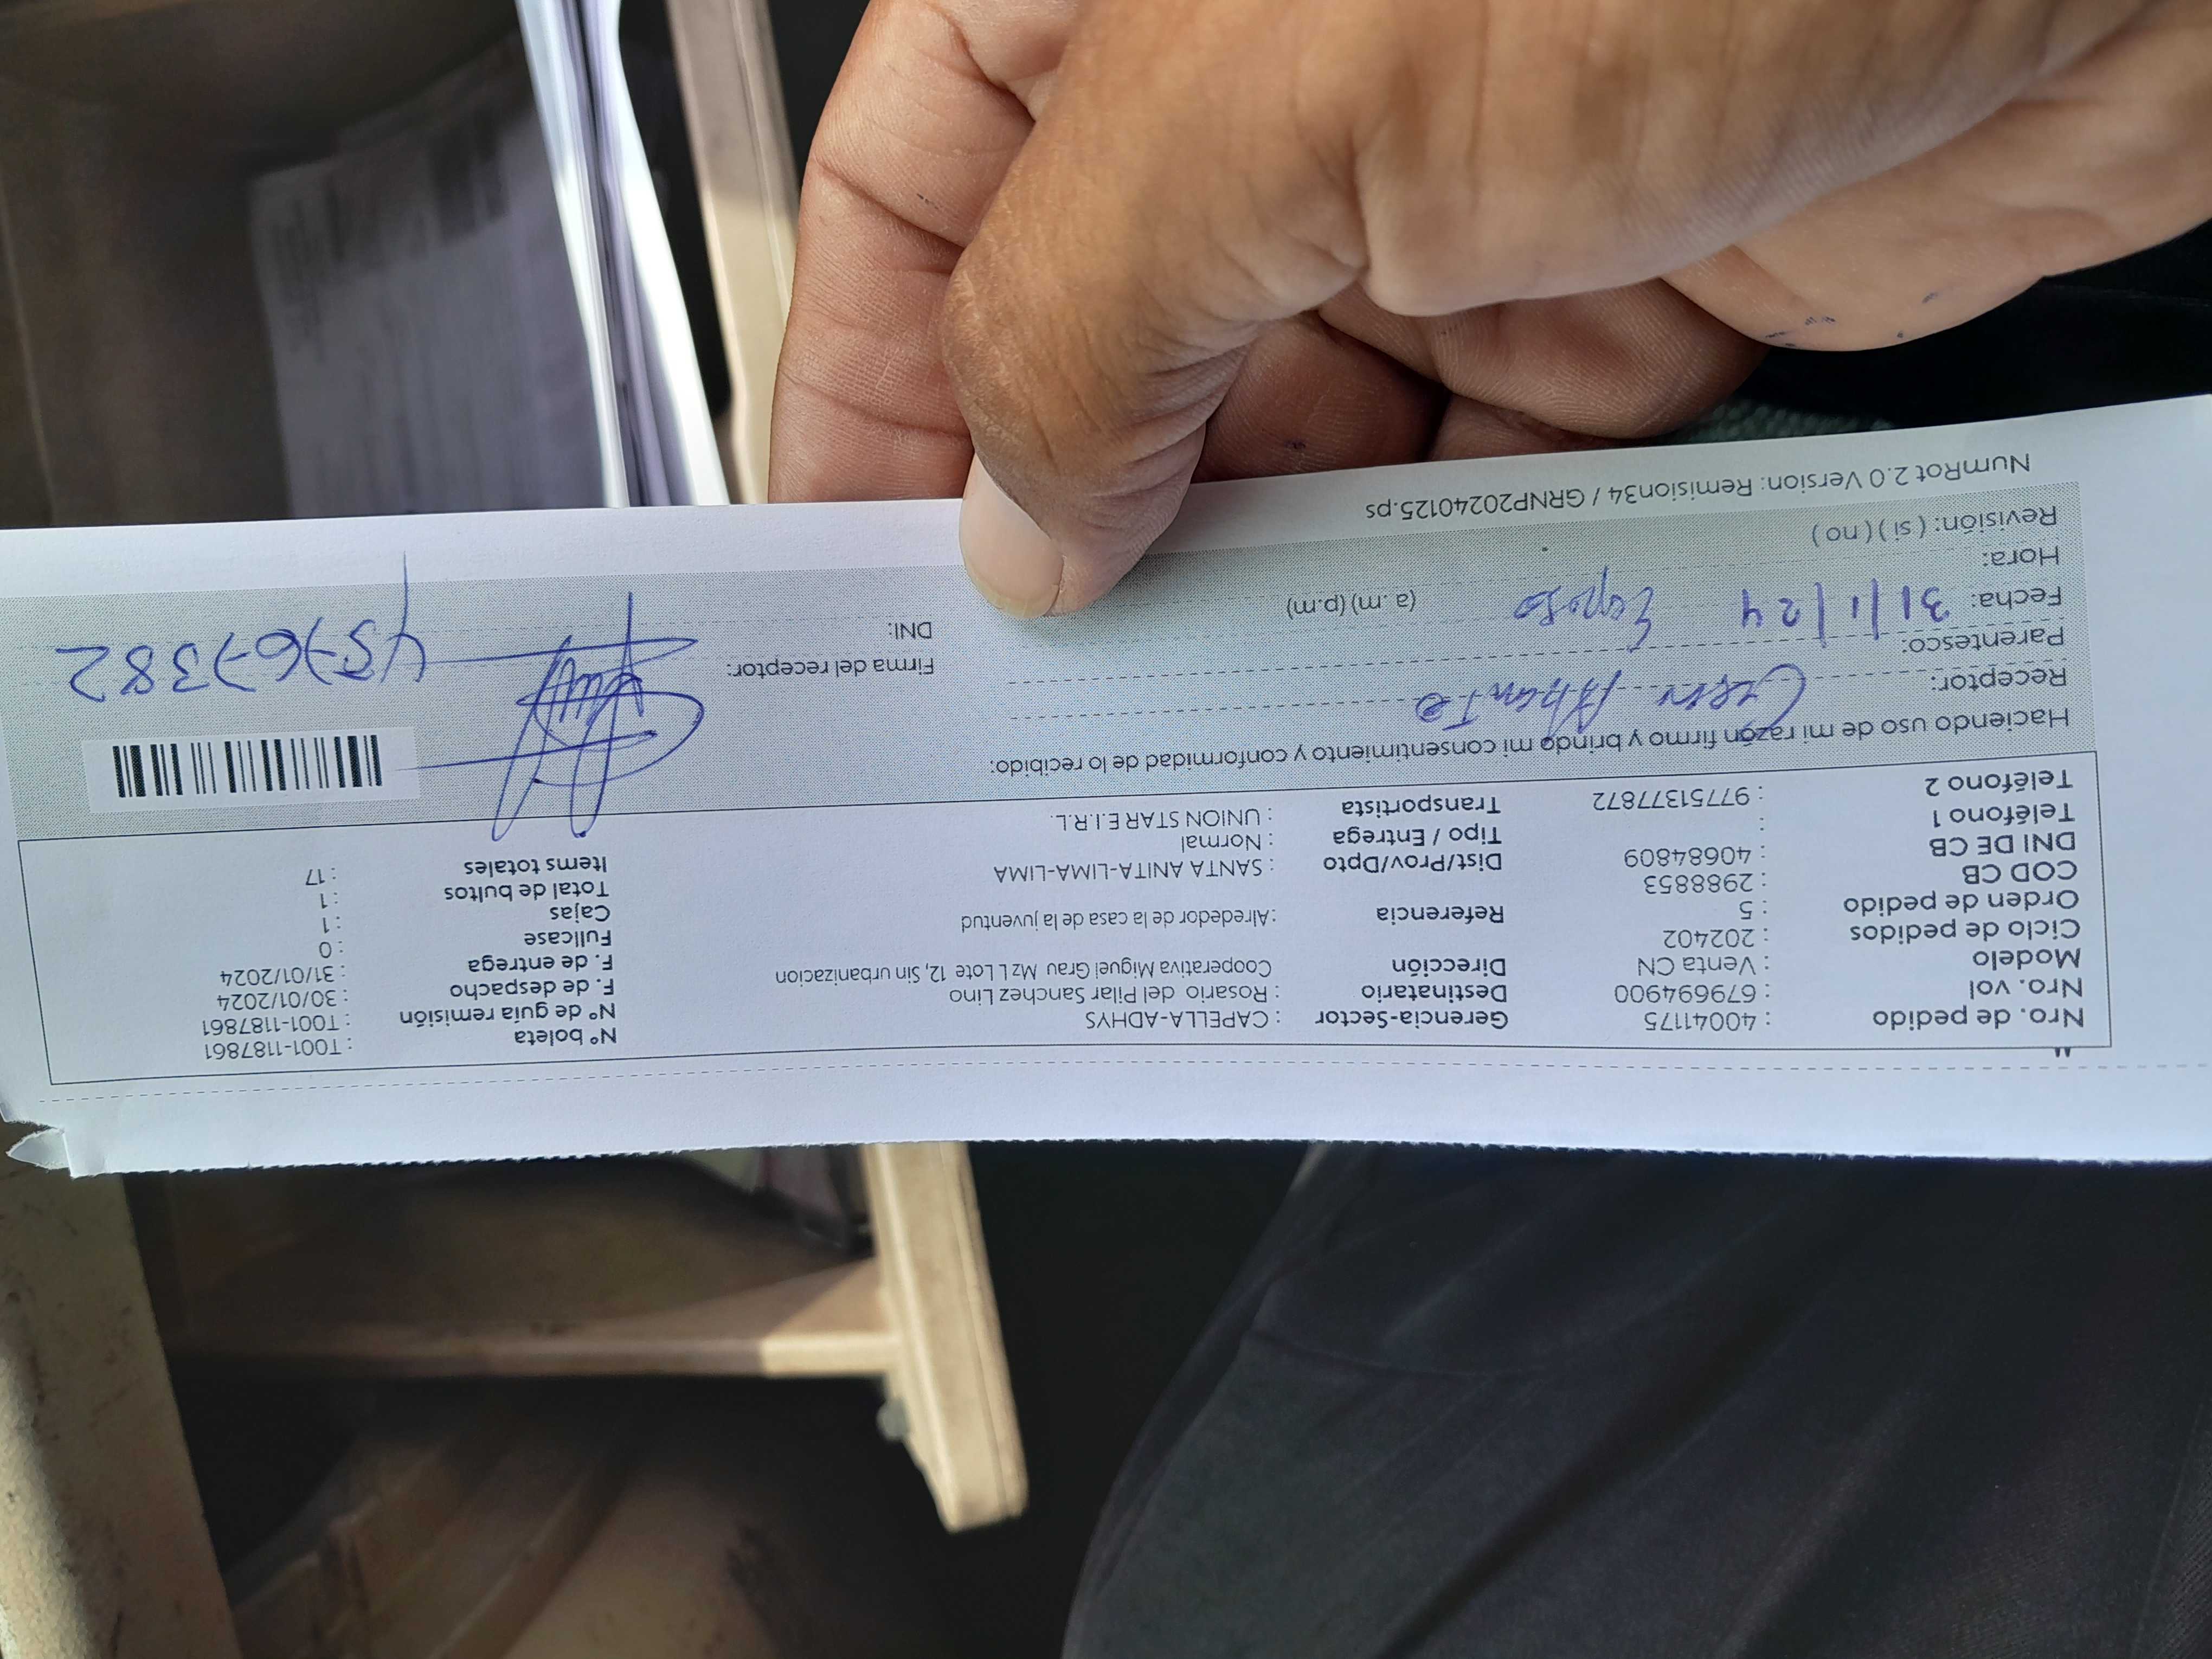 Nro. de pedido : 40041175 Gerencia-Sector : CAPELLA-ADHYS Nº boleta : T001-1187861
Nro. vol : 679694900 Destinatario : Rosario del Pilar Sanchez Lino Nº de guía remisión : T001-1187861
Modelo : Venta CN Dirección Cooperativa Miguel Grau Mz L Lote 12, Sin urbanizacion F. de despacho : 30/01/2024
Ciclo de pedidos : 202402 F. de entrega : 31/01/2024
Orden de pedido : 5 Referencia :Alrededor de la casa de la juventud Fullcase : 0
COD CB : 2988853 Cajas : 1
DNI DE CB : 40684809 Dist/Prov/Dpto : SANTA ANITA-LIMA-LIMA Total de bultos : 1
Teléfono 1 : Tipo / Entrega : Normal Items totales : 17
Teléfono 2 : 97751377872 Transportista : UNION STAR E.I.R.L.
Haciendo uso de mi razón firmo y brindo mi consentimiento y conformidad de lo recibido:
Receptor:
Parentesco: Esposo Firma del receptor:
Fecha: 31/1/24 (a.m) (p.m) DNI:
Hora:
Revisión: ( si ) ( no )
NumRot 2.0 Version: Remision34 / GRNP20240125.ps